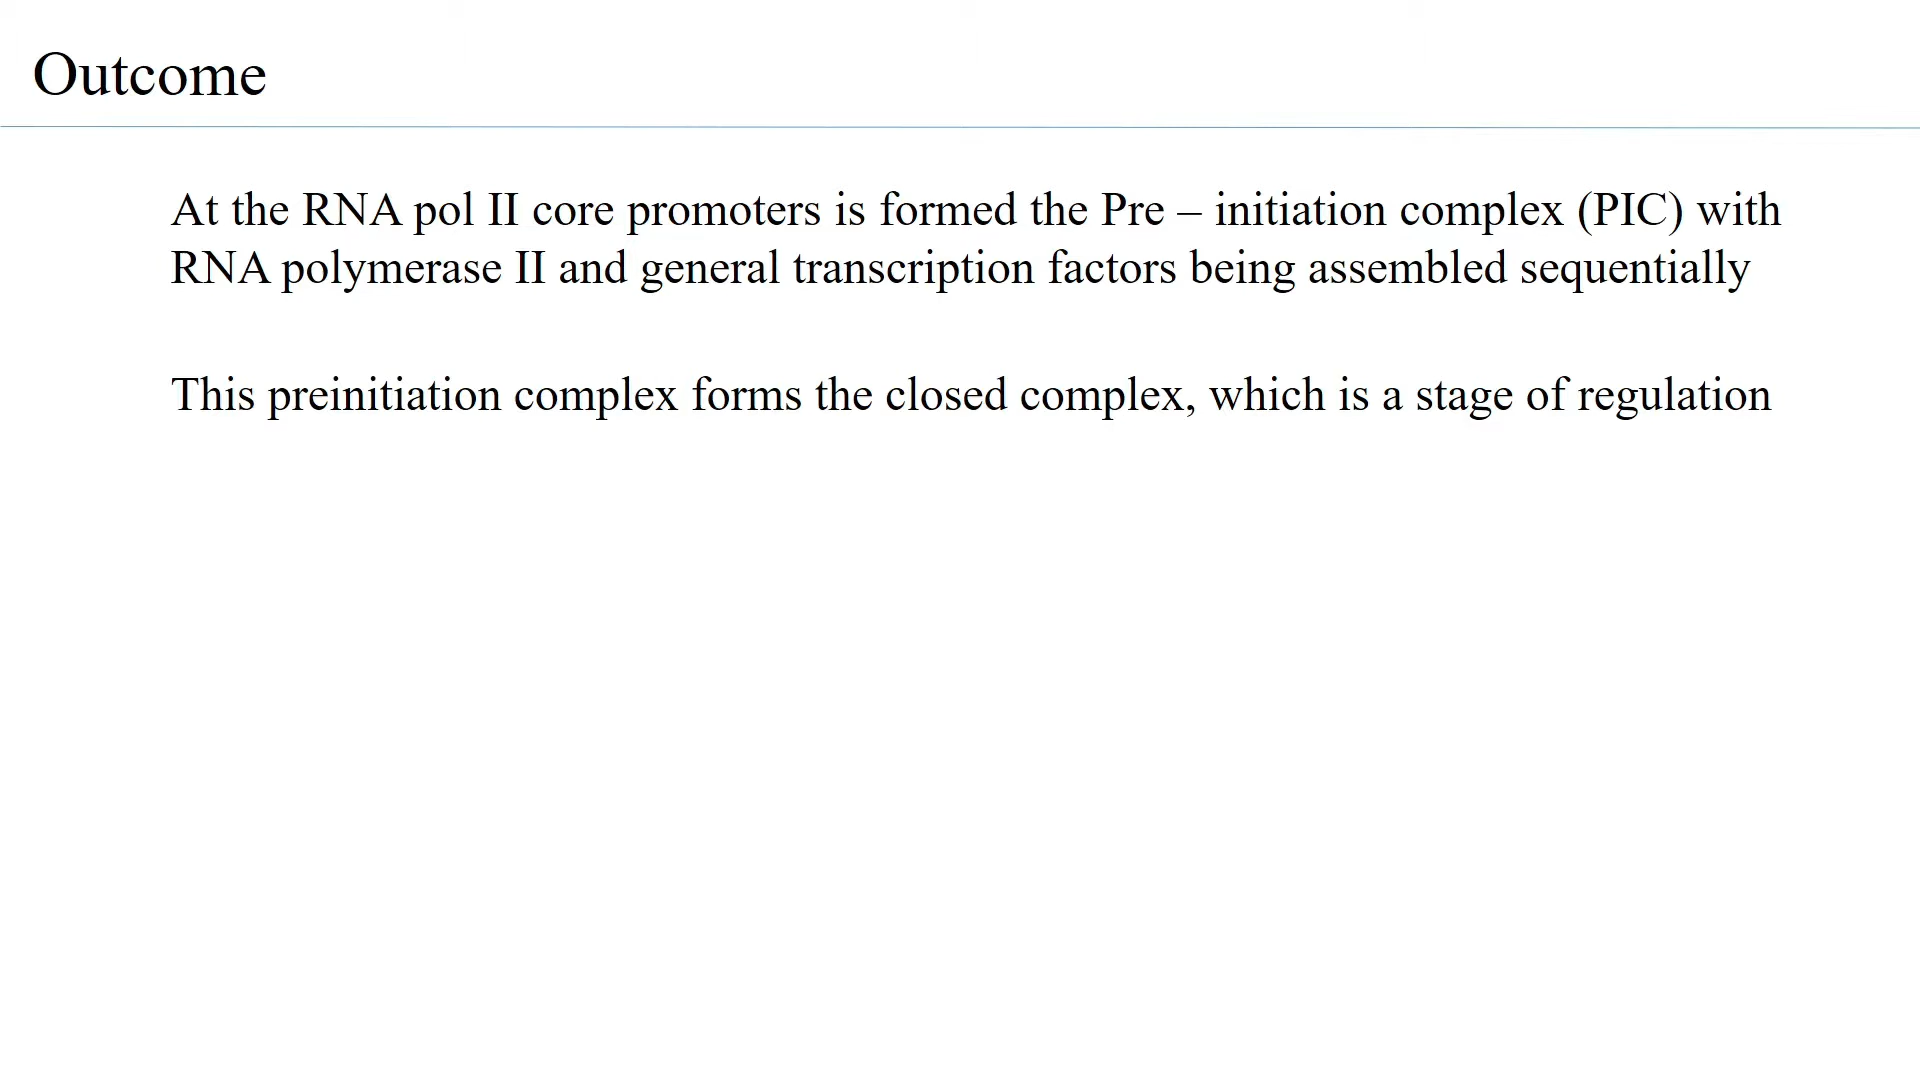 Outcome
At the RNA pol II core promoters is formed the Pre – initiation complex (PIC) with
RNA polymerase II and general transcription factors being assembled sequentially
This preinitiation complex forms the closed complex, which is a stage of regulation